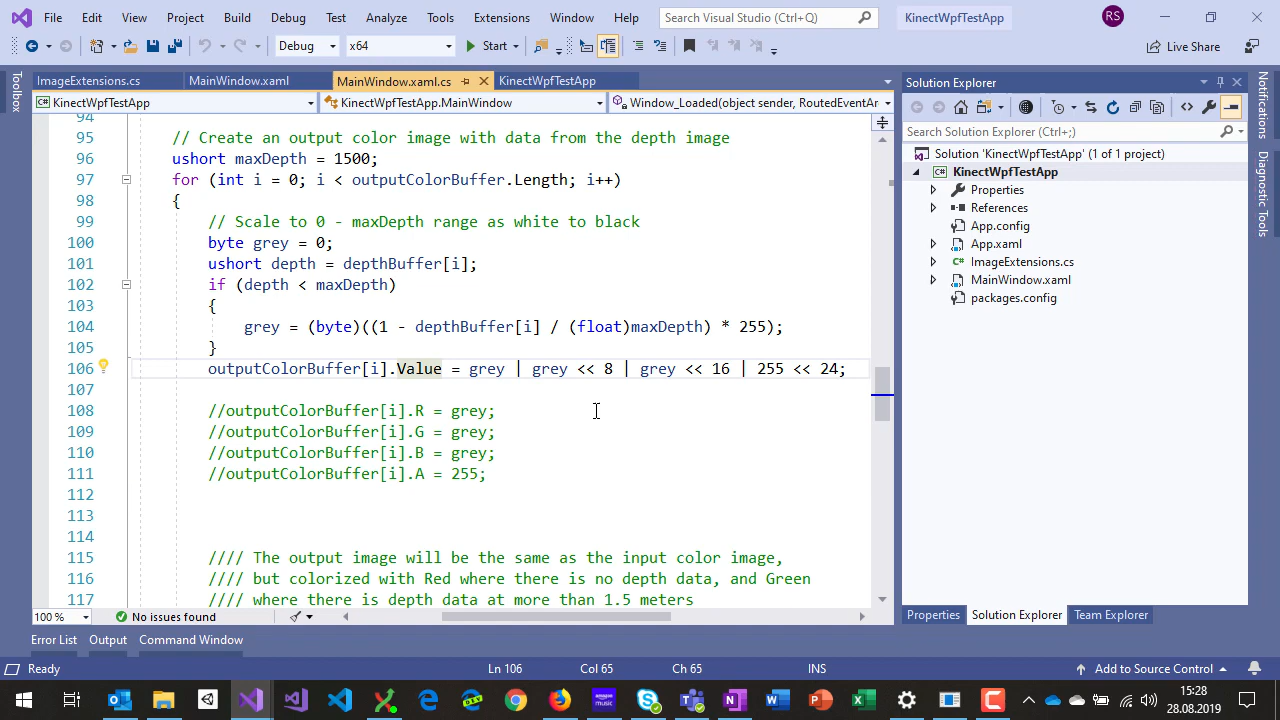 File Edit View Project Build Debug Test Analyze Tools Extensions Window Help Search Visual Studio (Ctrl+Q) KinectWpfTestApp RS
Debug x64 Start Live Share
Toolbox
ImageExtensions.cs MainWindow.xaml MainWindow.xaml.cs KinectWpfTestApp
KinectWpfTestApp KinectWpfTestApp.MainWindow Window_Loaded(object sender, RoutedEventAr
94
95 // Create an output color image with data from the depth image
96 ushort maxDepth = 1500;
97 for (int i = 0; i < outputColorBuffer.Length; i++)
98 {
99 // Scale to 0 - maxDepth range as white to black
100 byte grey = 0;
101 ushort depth = depthBuffer[i];
102 if (depth < maxDepth)
103 {
104 grey = (byte)((1 - depthBuffer[i] / (float)maxDepth) * 255);
105 }
106 outputColorBuffer[i].Value = grey | grey << 8 | grey << 16 | 255 << 24;
107
108 //outputColorBuffer[i].R = grey;
109 //outputColorBuffer[i].G = grey;
110 //outputColorBuffer[i].B = grey;
111 //outputColorBuffer[i].A = 255;
112
113
114
115 //// The output image will be the same as the input color image,
116 //// but colorized with Red where there is no depth data, and Green
117 //// where there is depth data at more than 1.5 meters
100 % No issues found
Solution Explorer
Search Solution Explorer (Ctrl+;)
Solution 'KinectWpfTestApp' (1 of 1 project)
C# KinectWpfTestApp
Properties
References
App.config
App.xaml
C# ImageExtensions.cs
MainWindow.xaml
packages.config
Properties Solution Explorer Team Explorer
Notifications
Diagnostic Tools
Error List Output Command Window
Ready Ln 106 Col 65 Ch 65 INS Add to Source Control
15:28
28.08.2019